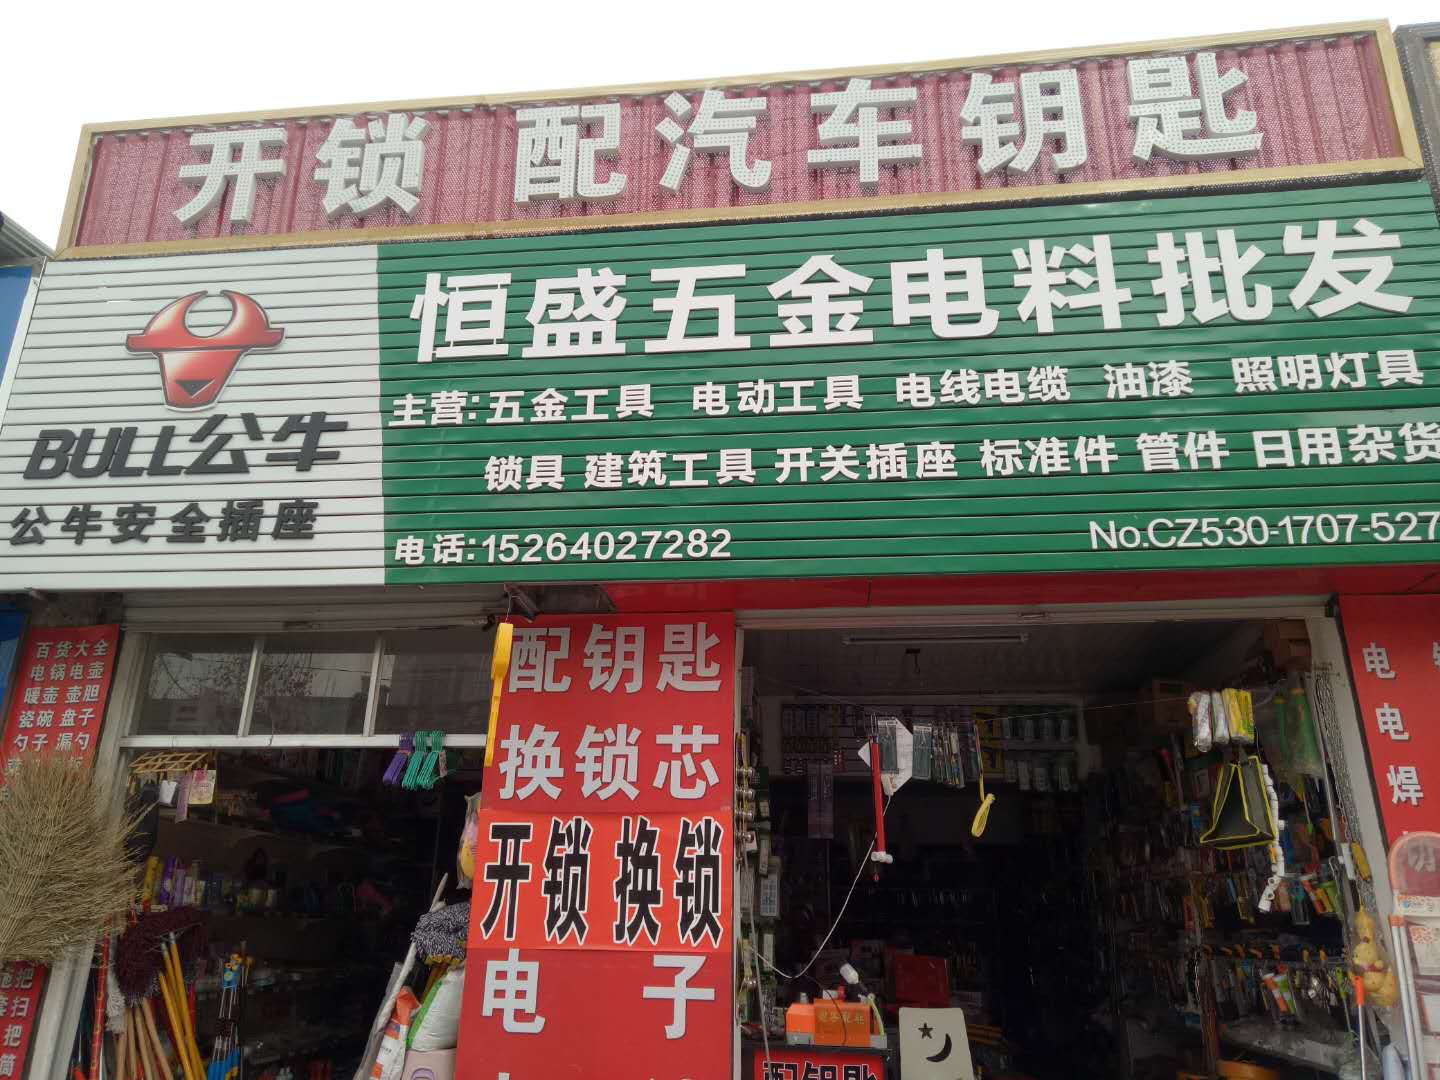 开锁 配汽车钥匙
恒盛五金电料批发
BULL公牛
公牛安全插座
主营:五金工具 电动工具 电线电缆 油漆 照明灯具
锁具 建筑工具 开关插座 标准件 管件 日用杂货
电话:15264027282
No.CZ530-1707-527
百货大全
电锅电壶
暖壶 壶胆
瓷碗 盘子
勺子 漏勺
配钥匙
换锁芯
开锁 换锁
电 子
电
电
焊
配钥匙